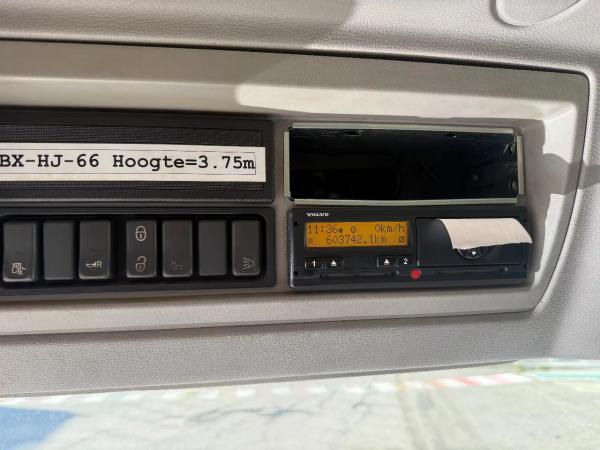 BX-HJ-66 Hoogte=3.75m
VOLVO
11:36 0km/h
603742.1km
1 2
R